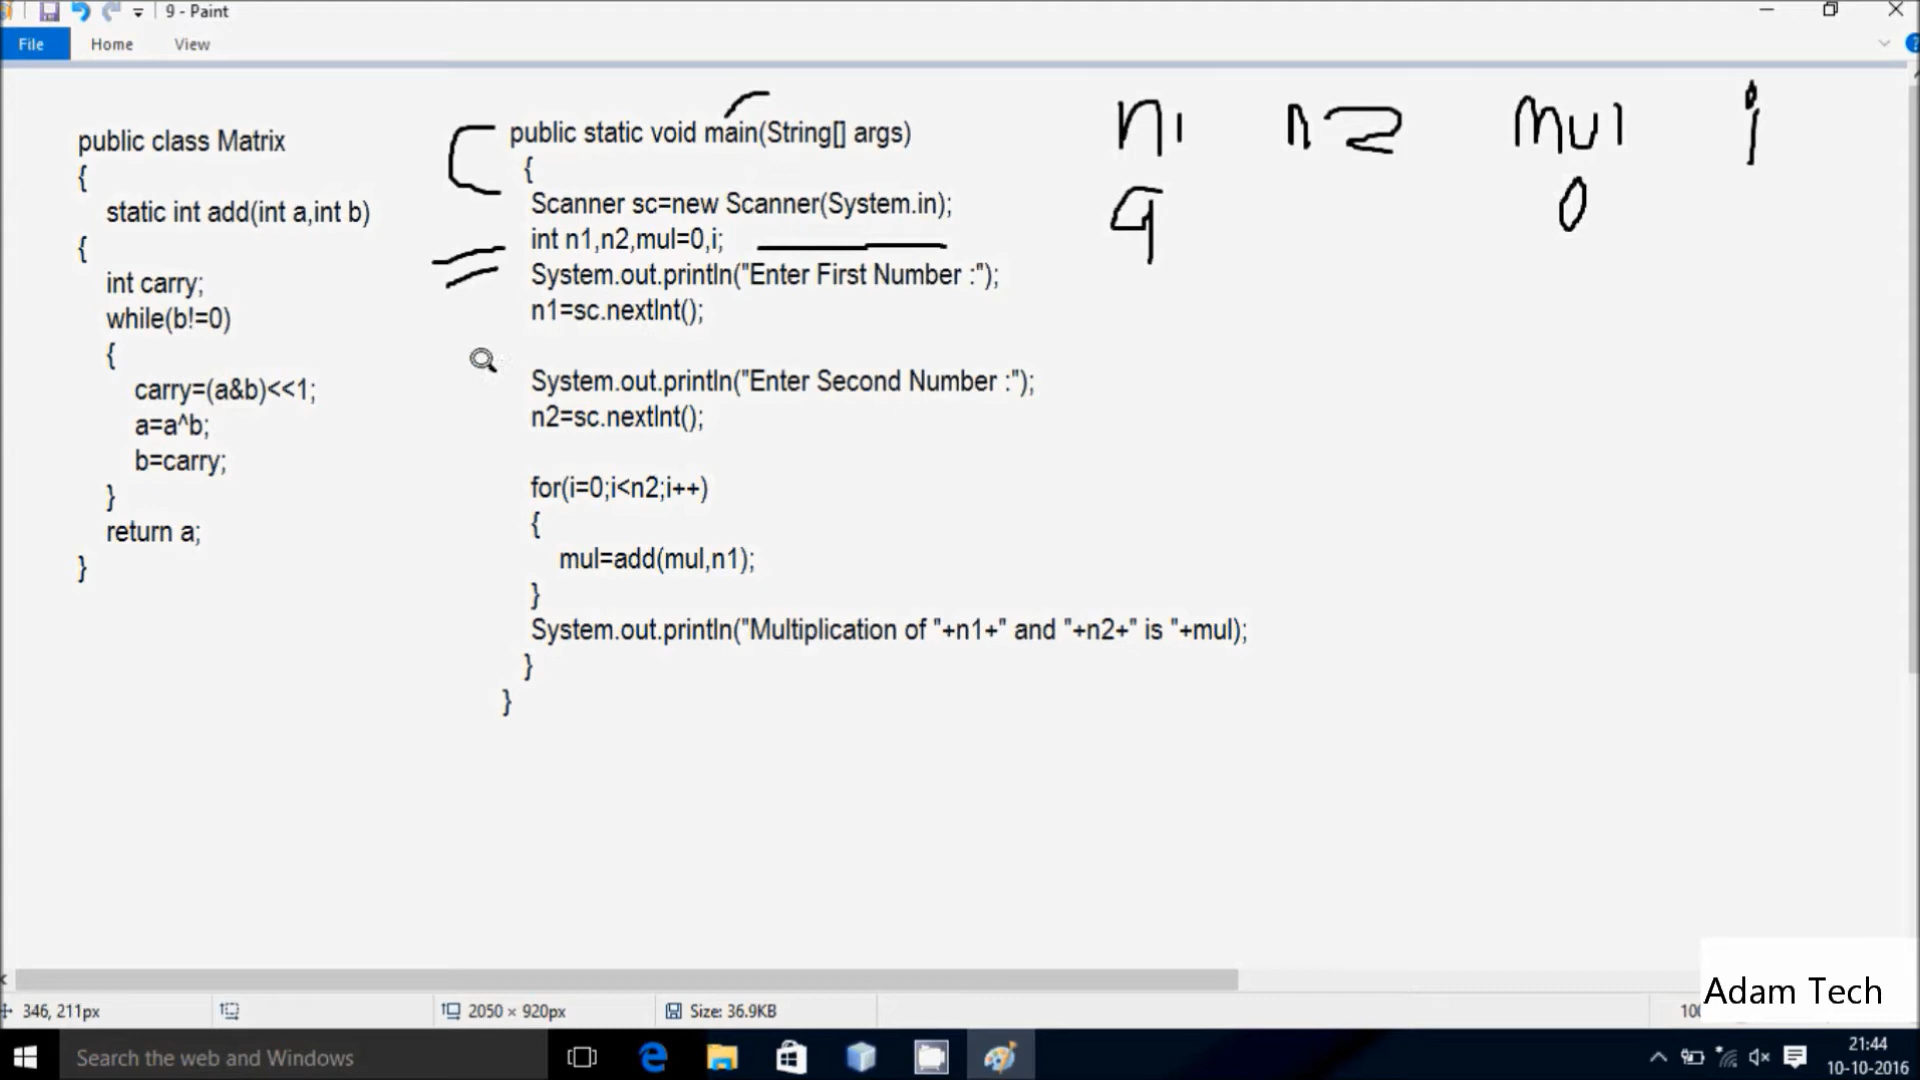 9 - Paint
File Home View
public class Matrix
{
static int add(int a,int b)
{
int carry;
while(b!=0)
{
carry=(a&b)<<1;
a=a^b;
b=carry;
}
return a;
}
public static void main(String[] args)
{
Scanner sc=new Scanner(System.in);
int n1,n2,mul=0,i;
System.out.println("Enter First Number :");
n1=sc.nextInt();
System.out.println("Enter Second Number :");
n2=sc.nextInt();
for(i=0;i<n2;i++)
{
mul=add(mul,n1);
}
System.out.println("Multiplication of "+n1+" and "+n2+" is "+mul);
}
}
n1 n2 mul i
9 0
Adam Tech
346, 211px 2050 × 920px Size: 36.9KB
Search the web and Windows
21:44
10-10-2016